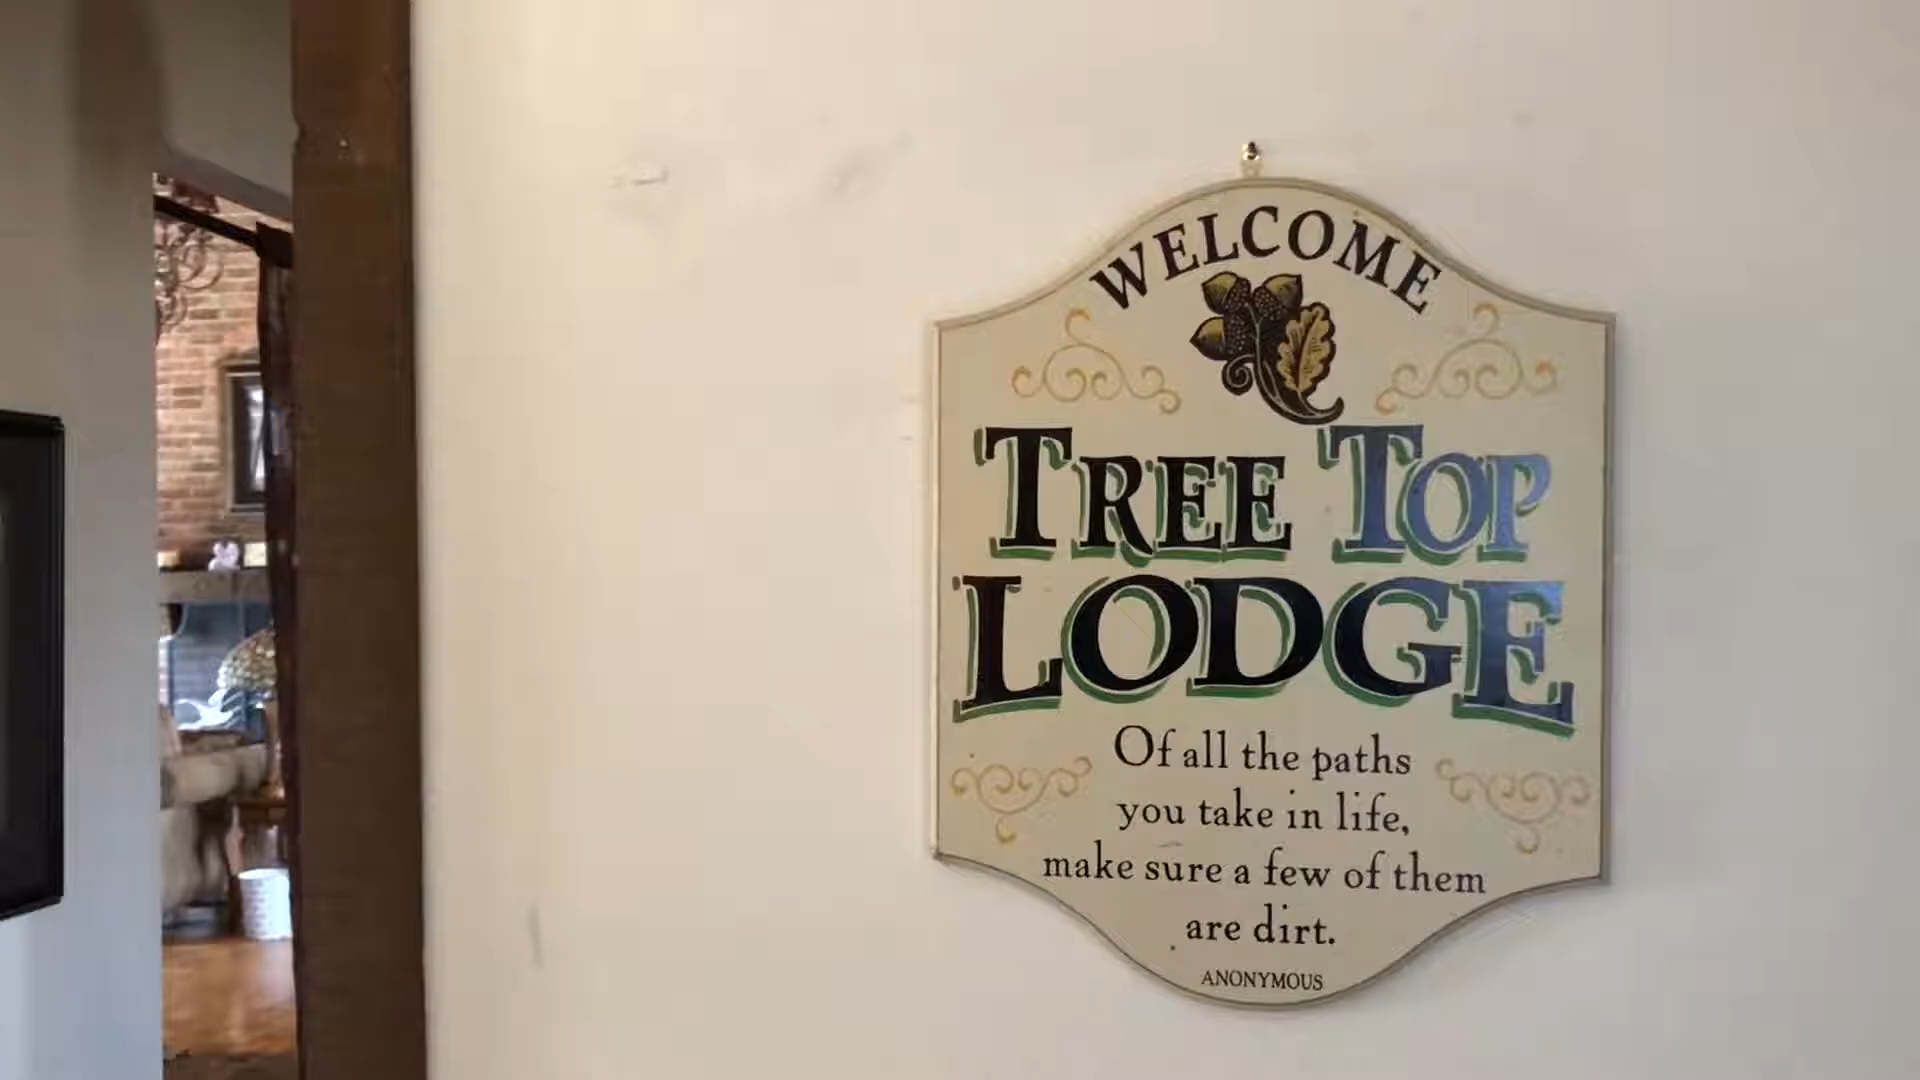 WELCOME
TREE TOP
LODGE
Of all the paths
you take in life,
make sure a few of them
are dirt.
ANONYMOUS